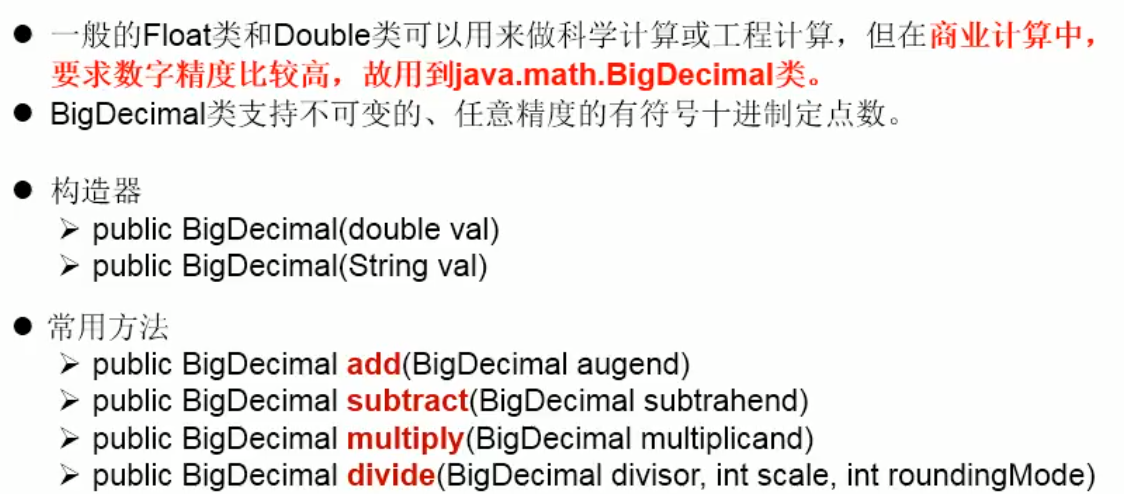 ● 一般的Float类和Double类可以用来做科学计算或工程计算，但在商业计算中，
要求数字精度比较高，故用到java.math.BigDecimal类。
● BigDecimal类支持不可变的、任意精度的有符号十进制定点数。
● 构造器
➢ public BigDecimal(double val)
➢ public BigDecimal(String val)
● 常用方法
➢ public BigDecimal add(BigDecimal augend)
➢ public BigDecimal subtract(BigDecimal subtrahend)
➢ public BigDecimal multiply(BigDecimal multiplicand)
➢ public BigDecimal divide(BigDecimal divisor, int scale, int roundingMode)